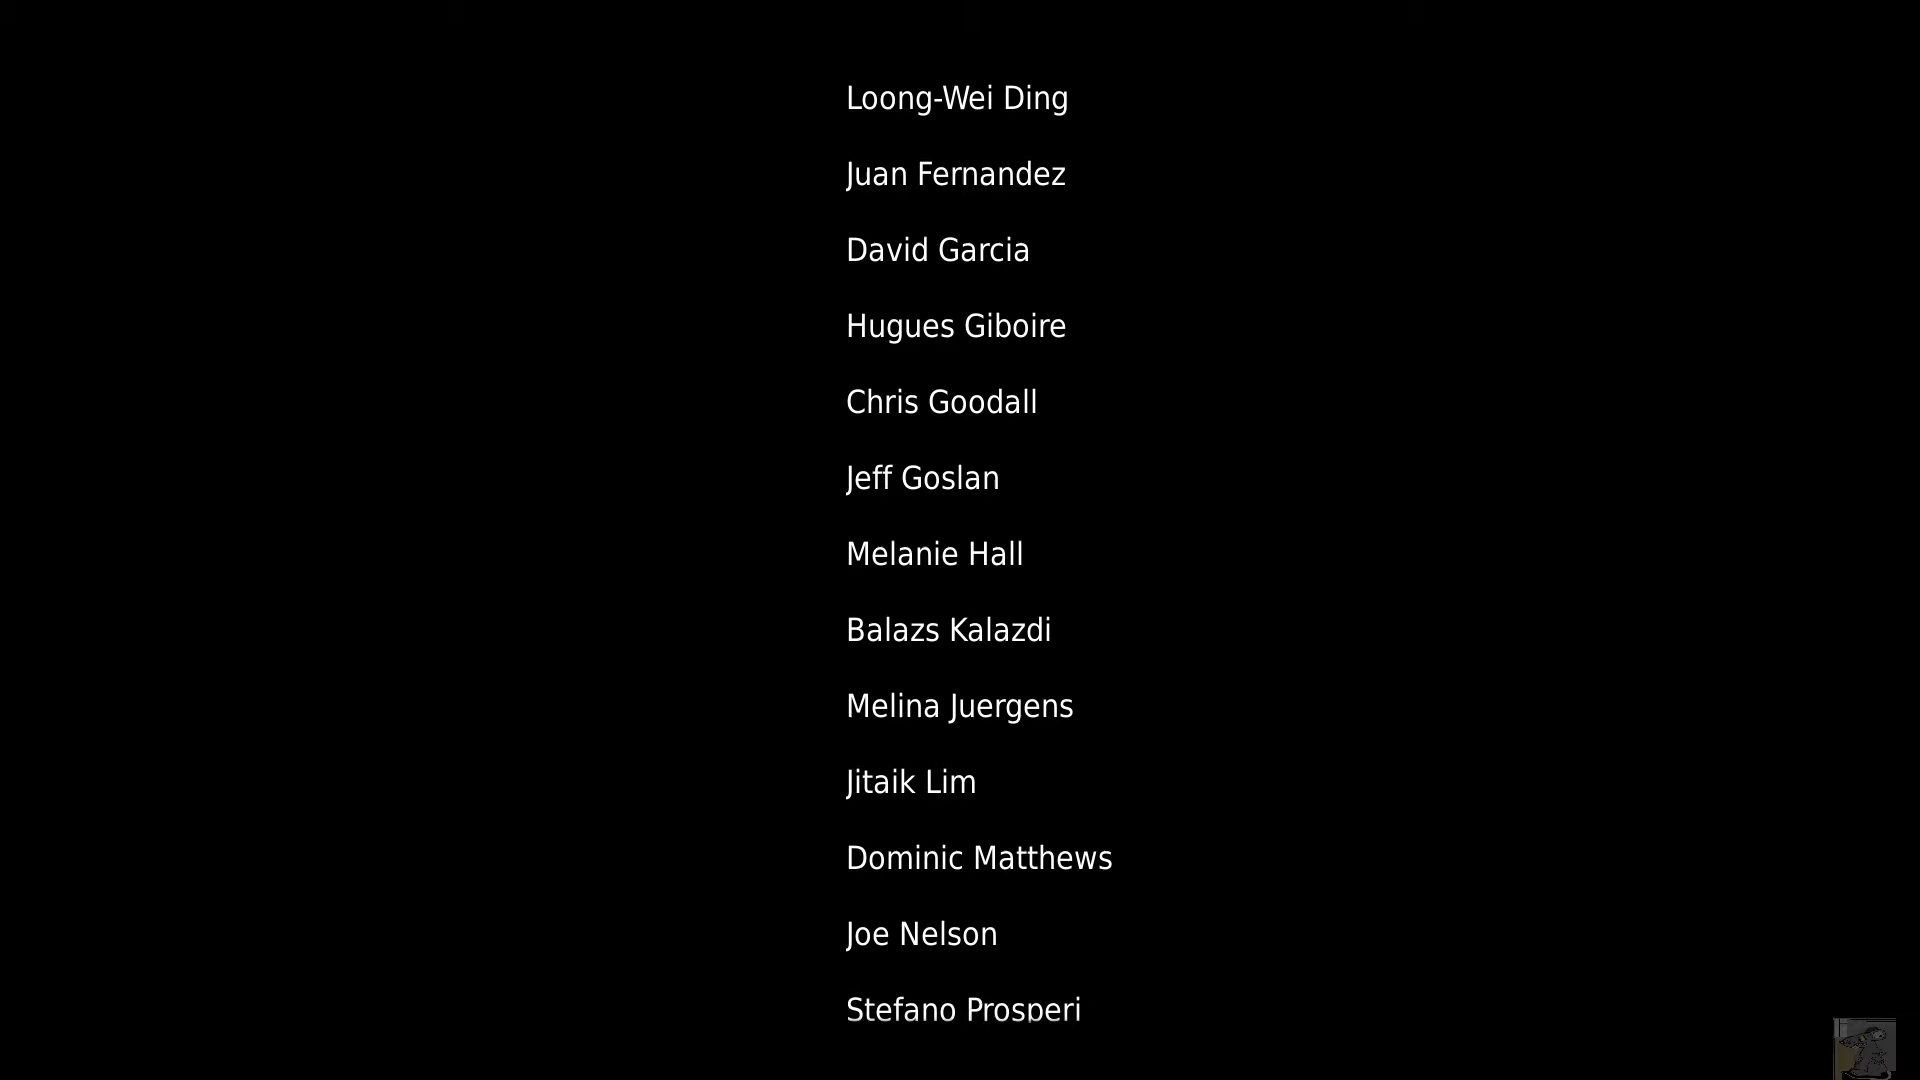 Loong-Wei Ding
Juan Fernandez
David Garcia
Hugues Giboire
Chris Goodall
Jeff Goslan
Melanie Hall
Balazs Kalazdi
Melina Juergens
Jitaik Lim
Dominic Matthews
Joe Nelson
Stefano Prosperi